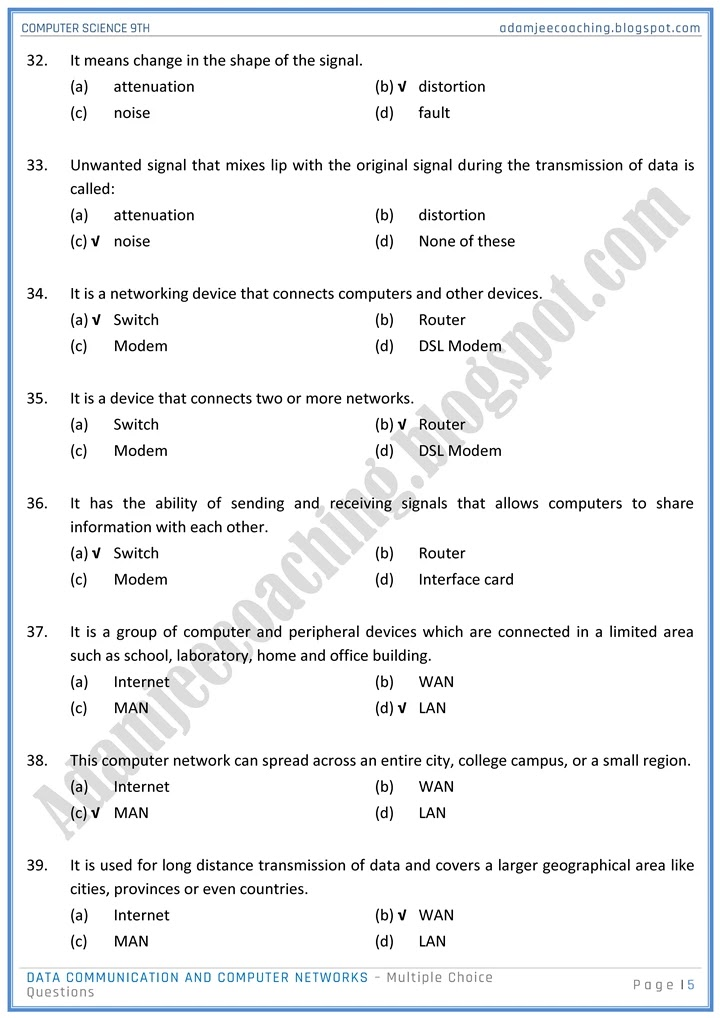 COMPUTER SCIENCE 9TH adamjeecoaching.blogspot.com
32. It means change in the shape of the signal.
(a) attenuation (b) √ distortion
(c) noise (d) fault
33. Unwanted signal that mixes lip with the original signal during the transmission of data is
called:
(a) attenuation (b) distortion
(c) √ noise (d) None of these
34. It is a networking device that connects computers and other devices.
(a) √ Switch (b) Router
(c) Modem (d) DSL Modem
35. It is a device that connects two or more networks.
(a) Switch (b) √ Router
(c) Modem (d) DSL Modem
36. It has the ability of sending and receiving signals that allows computers to share
information with each other.
(a) √ Switch (b) Router
(c) Modem (d) Interface card
37. It is a group of computer and peripheral devices which are connected in a limited area
such as school, laboratory, home and office building.
(a) Internet (b) WAN
(c) MAN (d) √ LAN
38. This computer network can spread across an entire city, college campus, or a small region.
(a) Internet (b) WAN
(c) √ MAN (d) LAN
39. It is used for long distance transmission of data and covers a larger geographical area like
cities, provinces or even countries.
(a) Internet (b) √ WAN
(c) MAN (d) LAN
Adamjeecoaching.blogspot.com
DATA COMMUNICATION AND COMPUTER NETWORKS – Multiple Choice
Questions
Page | 5